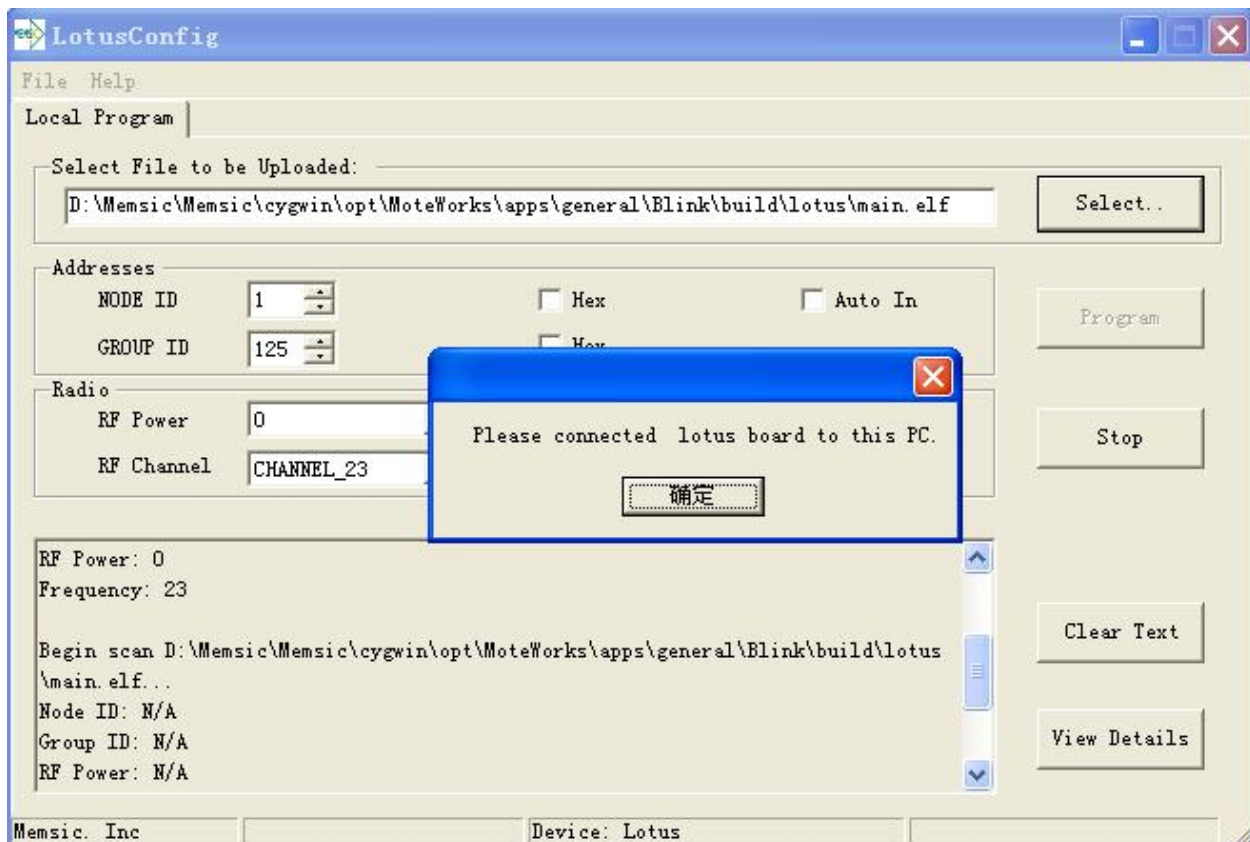 LotusConfig
File Help
Local Program
Select File to be Uploaded:
D:\Memsic\Memsic\cygwin\opt\MoteWorks\apps\general\Blink\build\lotus\main.elf
Select..
Addresses
NODE ID 1 Hex Auto In
GROUP ID 125 Hex
Program
Radio
RF Power 0
RF Channel CHANNEL_23
Stop
Please connected lotus board to this PC.
确定
RF Power: 0
Frequency: 23
Begin scan D:\Memsic\Memsic\cygwin\opt\MoteWorks\apps\general\Blink\build\lotus
\main.elf...
Node ID: N/A
Group ID: N/A
RF Power: N/A
Clear Text
View Details
Memsic. Inc Device: Lotus